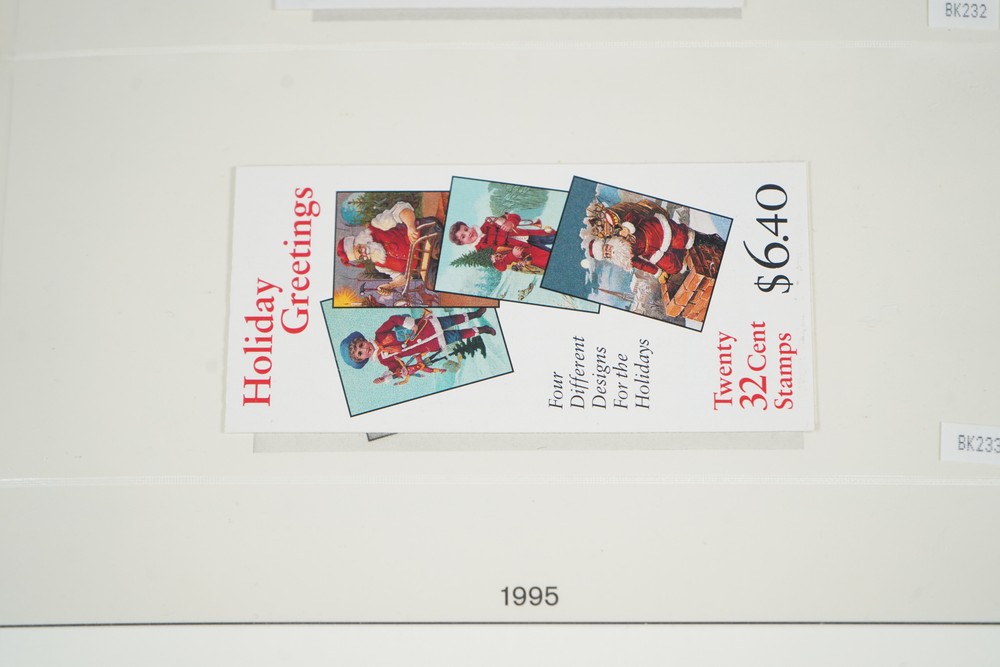 BK232
Holiday
Greetings
Four
Different
Designs
For the
Holidays
Twenty
32 Cent
Stamps
$6.40
BK233
1995